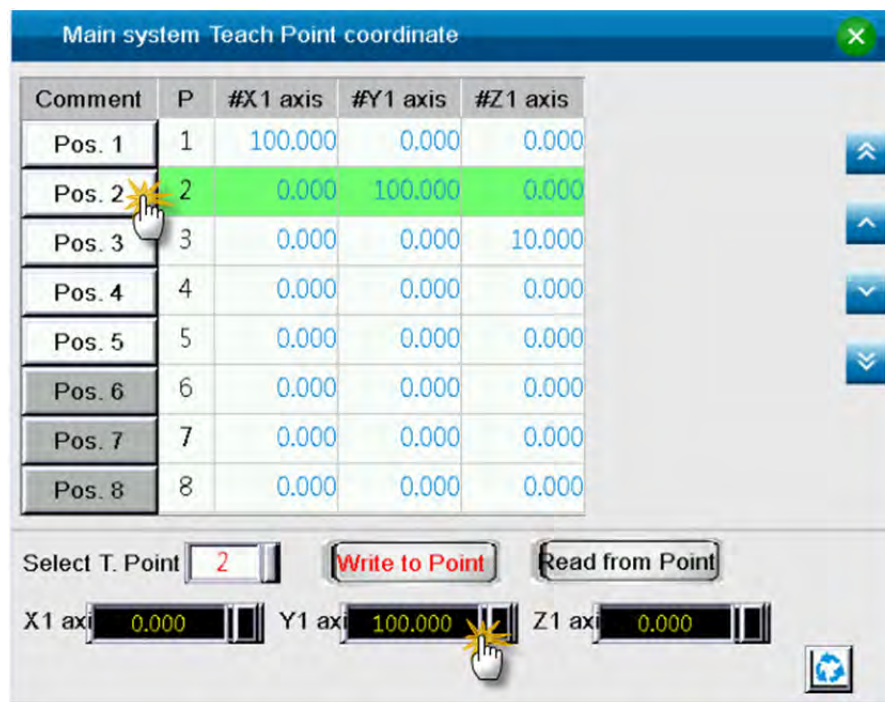 Main system Teach Point coordinate
Comment P #X1 axis #Y1 axis #Z1 axis
Pos. 1 1 100.000 0.000 0.000
Pos. 2 2 0.000 100.000 0.000
Pos. 3 3 0.000 0.000 10.000
Pos. 4 4 0.000 0.000 0.000
Pos. 5 5 0.000 0.000 0.000
Pos. 6 6 0.000 0.000 0.000
Pos. 7 7 0.000 0.000 0.000
Pos. 8 8 0.000 0.000 0.000
Select T. Point 2 Write to Point Read from Point
X1 axi 0.000 Y1 axi 100.000 Z1 axi 0.000